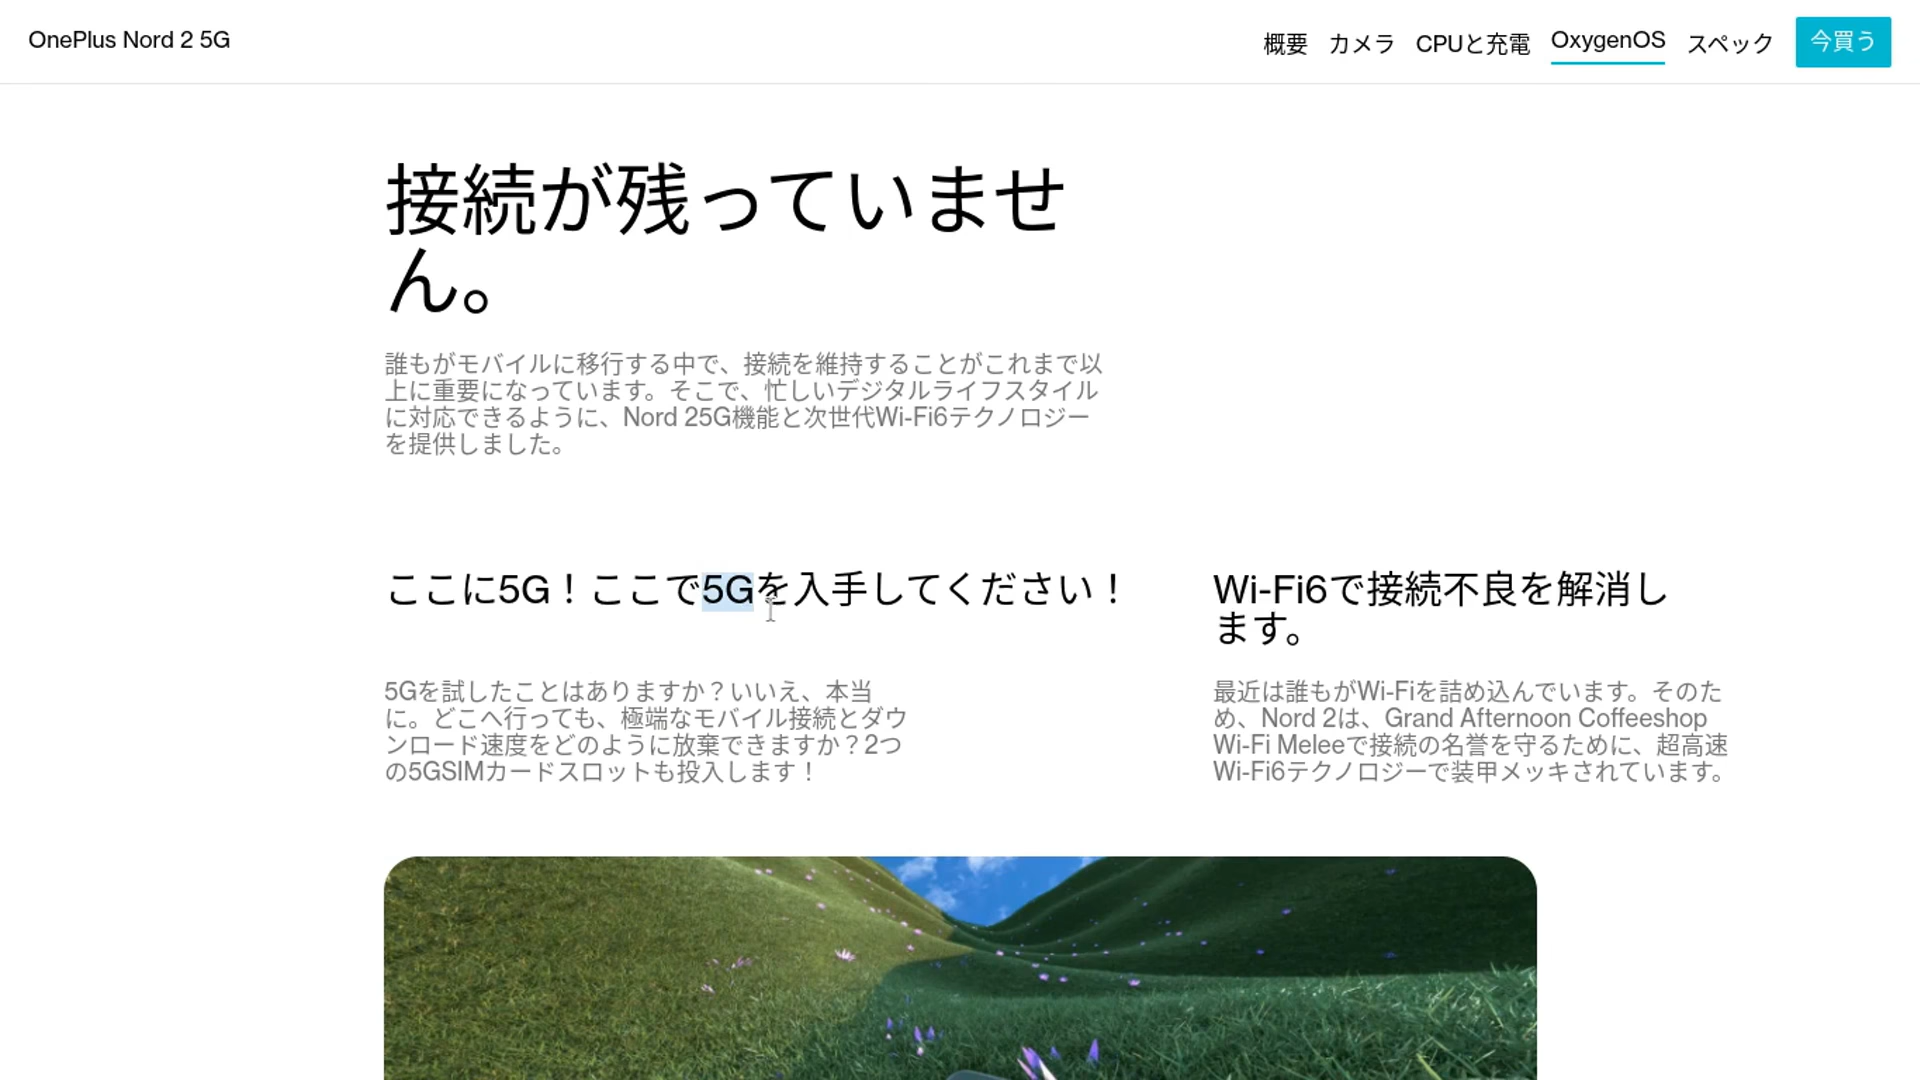 OnePlus Nord 2 5G
概要 カメラ CPUと充電 OxygenOS スペック 今買う
接続が残っていませ
ん。
誰もがモバイルに移行する中で、接続を維持することがこれまで以
上に重要になっています。そこで、忙しいデジタルライフスタイル
に対応できるように、Nord 25G機能と次世代Wi-Fi6テクノロジー
を提供しました。
ここに5G！ここで5Gを入手してください！
5Gを試したことはありますか？いいえ、本当
に。どこへ行っても、極端なモバイル接続とダウ
ンロード速度をどのように放棄できますか？2つ
の5GSIMカードスロットも投入します！
Wi-Fi6で接続不良を解消し
ます。
最近は誰もがWi-Fiを詰め込んでいます。そのた
め、Nord 2は、Grand Afternoon Coffeeshop
Wi-Fi Meleeで接続の名誉を守るために、超高速
Wi-Fi6テクノロジーで装甲メッキされています。